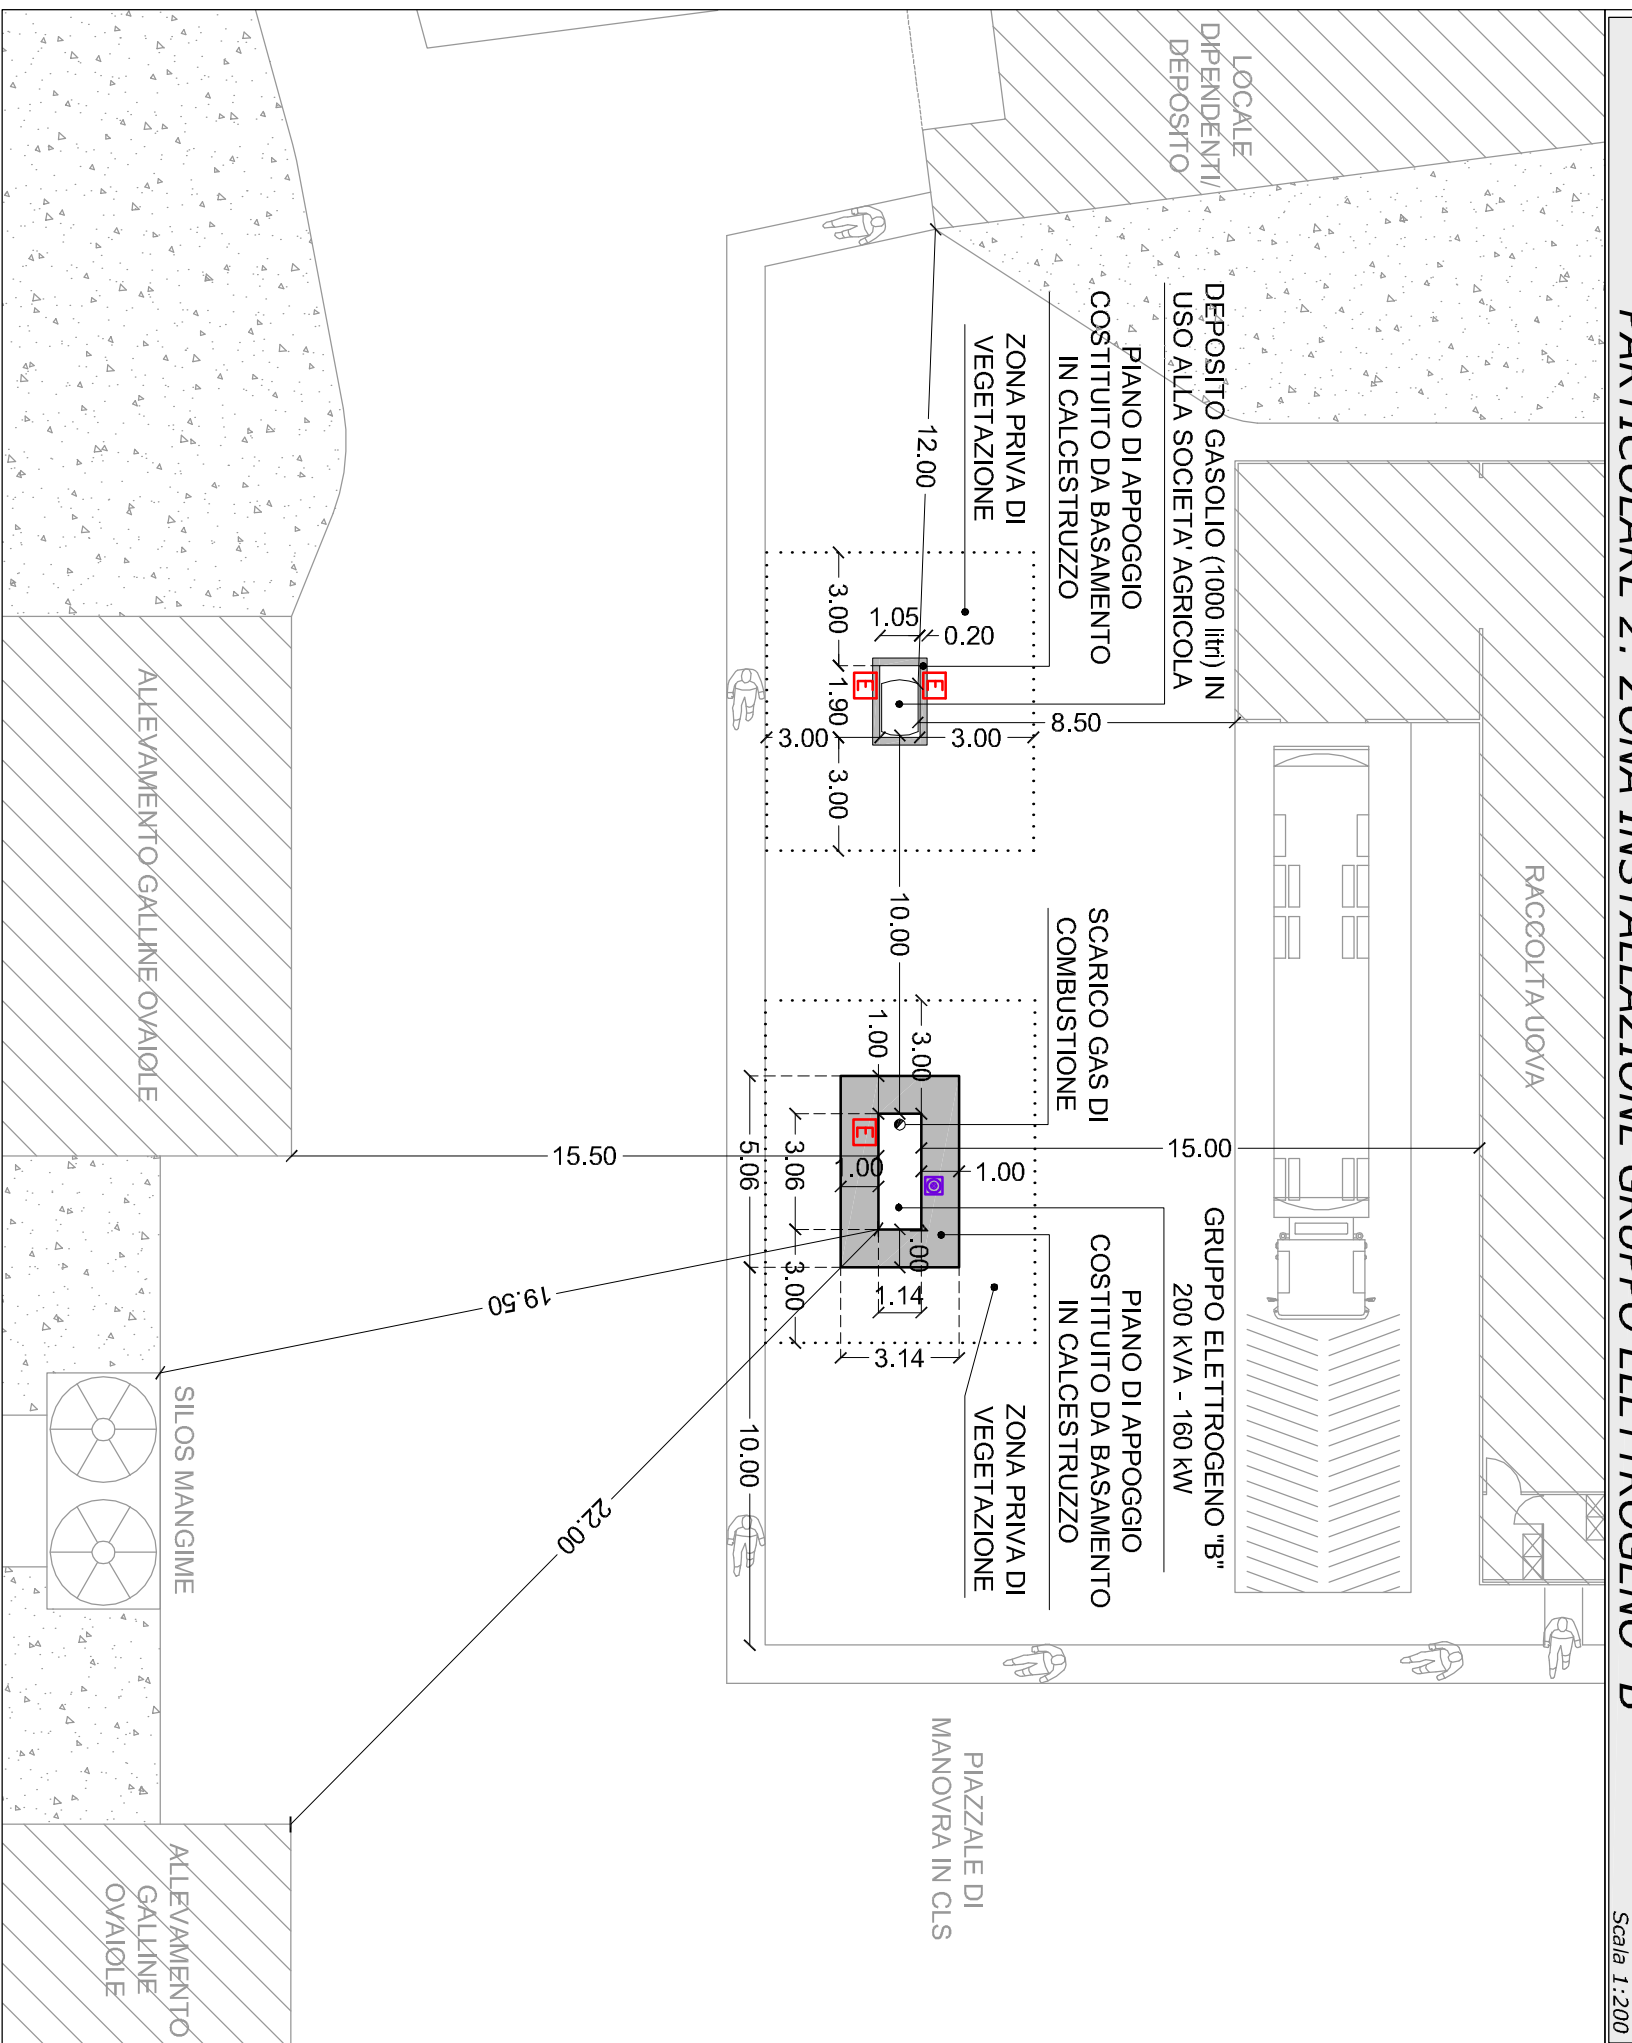 PARTICOLARE 2: ZONA INSTALLAZIONE GRUPPO ELETTROGENO "B"
Scala 1:200
LOCALE
DIPENDENTI/
DEPOSITO
RACCOLTA UOVA
DEPOSITO GASOLIO (1000 litri) IN
USO ALLA SOCIETA' AGRICOLA
PIANO DI APPOGGIO
COSTITUITO DA BASAMENTO
IN CALCESTRUZZO
ZONA PRIVA DI
VEGETAZIONE
12.00
3.00
1.05
0.20
1.90
E
E
8.50
3.00
3.00
3.00
10.00
SCARICO GAS DI
COMBUSTIONE
GRUPPO ELETTROGENO "B"
200 kVA - 160 kW
PIANO DI APPOGGIO
COSTITUITO DA BASAMENTO
IN CALCESTRUZZO
ZONA PRIVA DI
VEGETAZIONE
3.00
1.00
15.00
1.00
E
.00
.00
5.06
3.06
3.00
1.14
3.14
10.00
15.50
19.50
22.00
PIAZZALE DI
MANOVRA IN CLS
ALLEVAMENTO GALLINE OVAIOLE
SILOS MANGIME
ALLEVAMENTO
GALLINE
OVAIOLE